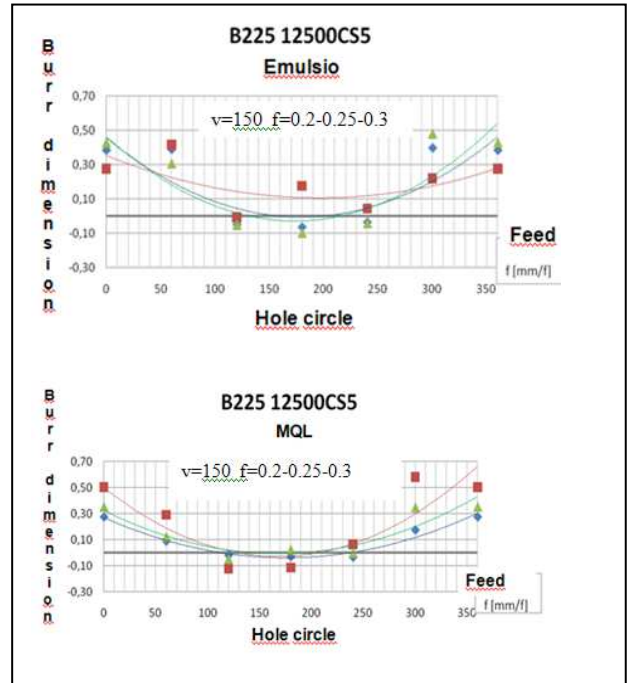 B225 12500CS5
Emulsio
Burr dimension
v=150 f=0.2-0.25-0.3
0,70
0,50
0,30
0,10
-0,10
-0,30
0 50 100 150 200 250 300 350
Feed
f [mm/f]
Hole circle
B225 12500CS5
MQL
Burr dimension
v=150 f=0.2-0.25-0.3
0,70
0,50
0,30
0,10
-0,10
-0,30
0 50 100 150 200 250 300 350
Feed
f [mm/f]
Hole circle